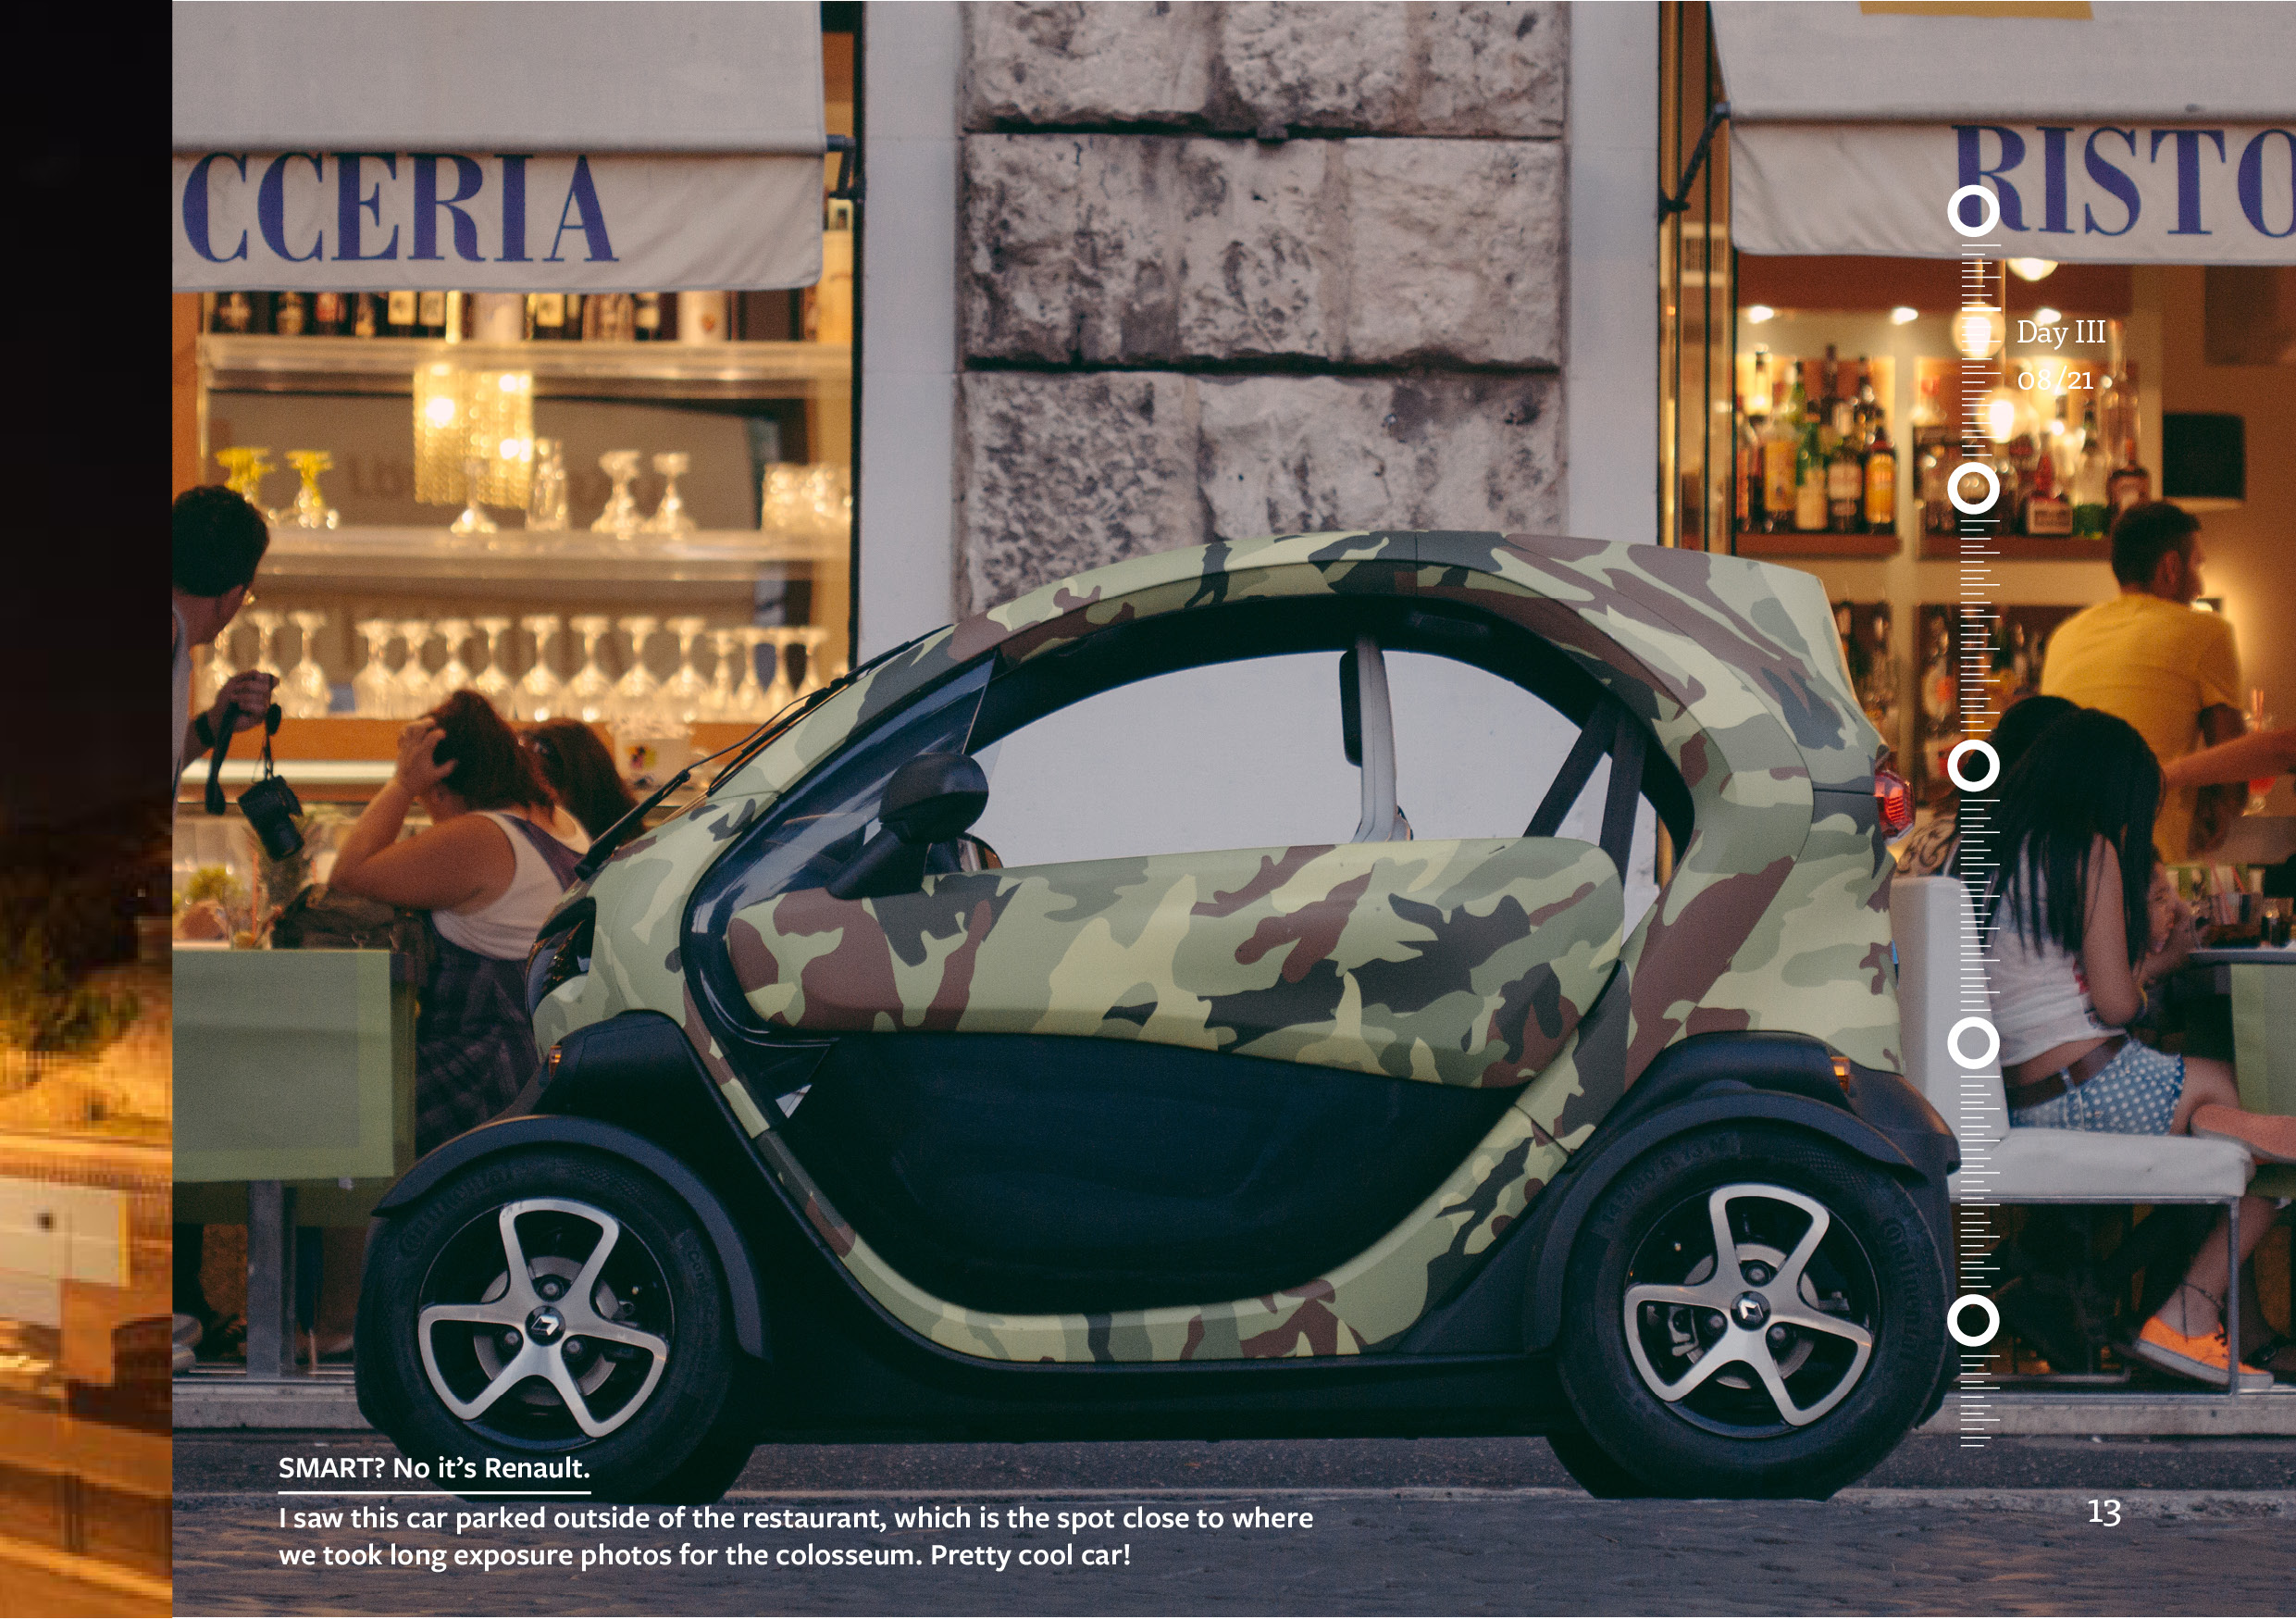 CCERIA
RISTO
Day III
08/21
SMART? No it’s Renault.
I saw this car parked outside of the restaurant, which is the spot close to where
we took long exposure photos for the colosseum. Pretty cool car!
13